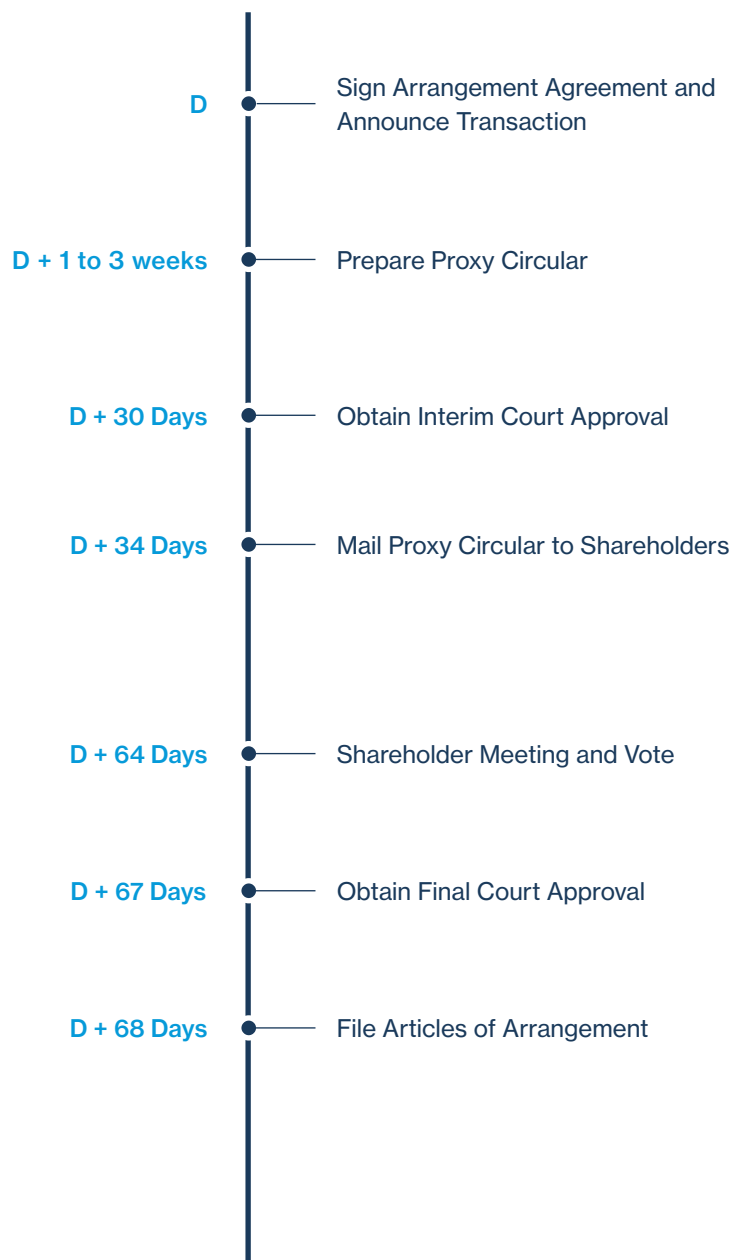 D
Sign Arrangement Agreement and
Announce Transaction
D + 1 to 3 weeks
Prepare Proxy Circular
D + 30 Days
Obtain Interim Court Approval
D + 34 Days
Mail Proxy Circular to Shareholders
D + 64 Days
Shareholder Meeting and Vote
D + 67 Days
Obtain Final Court Approval
D + 68 Days
File Articles of Arrangement